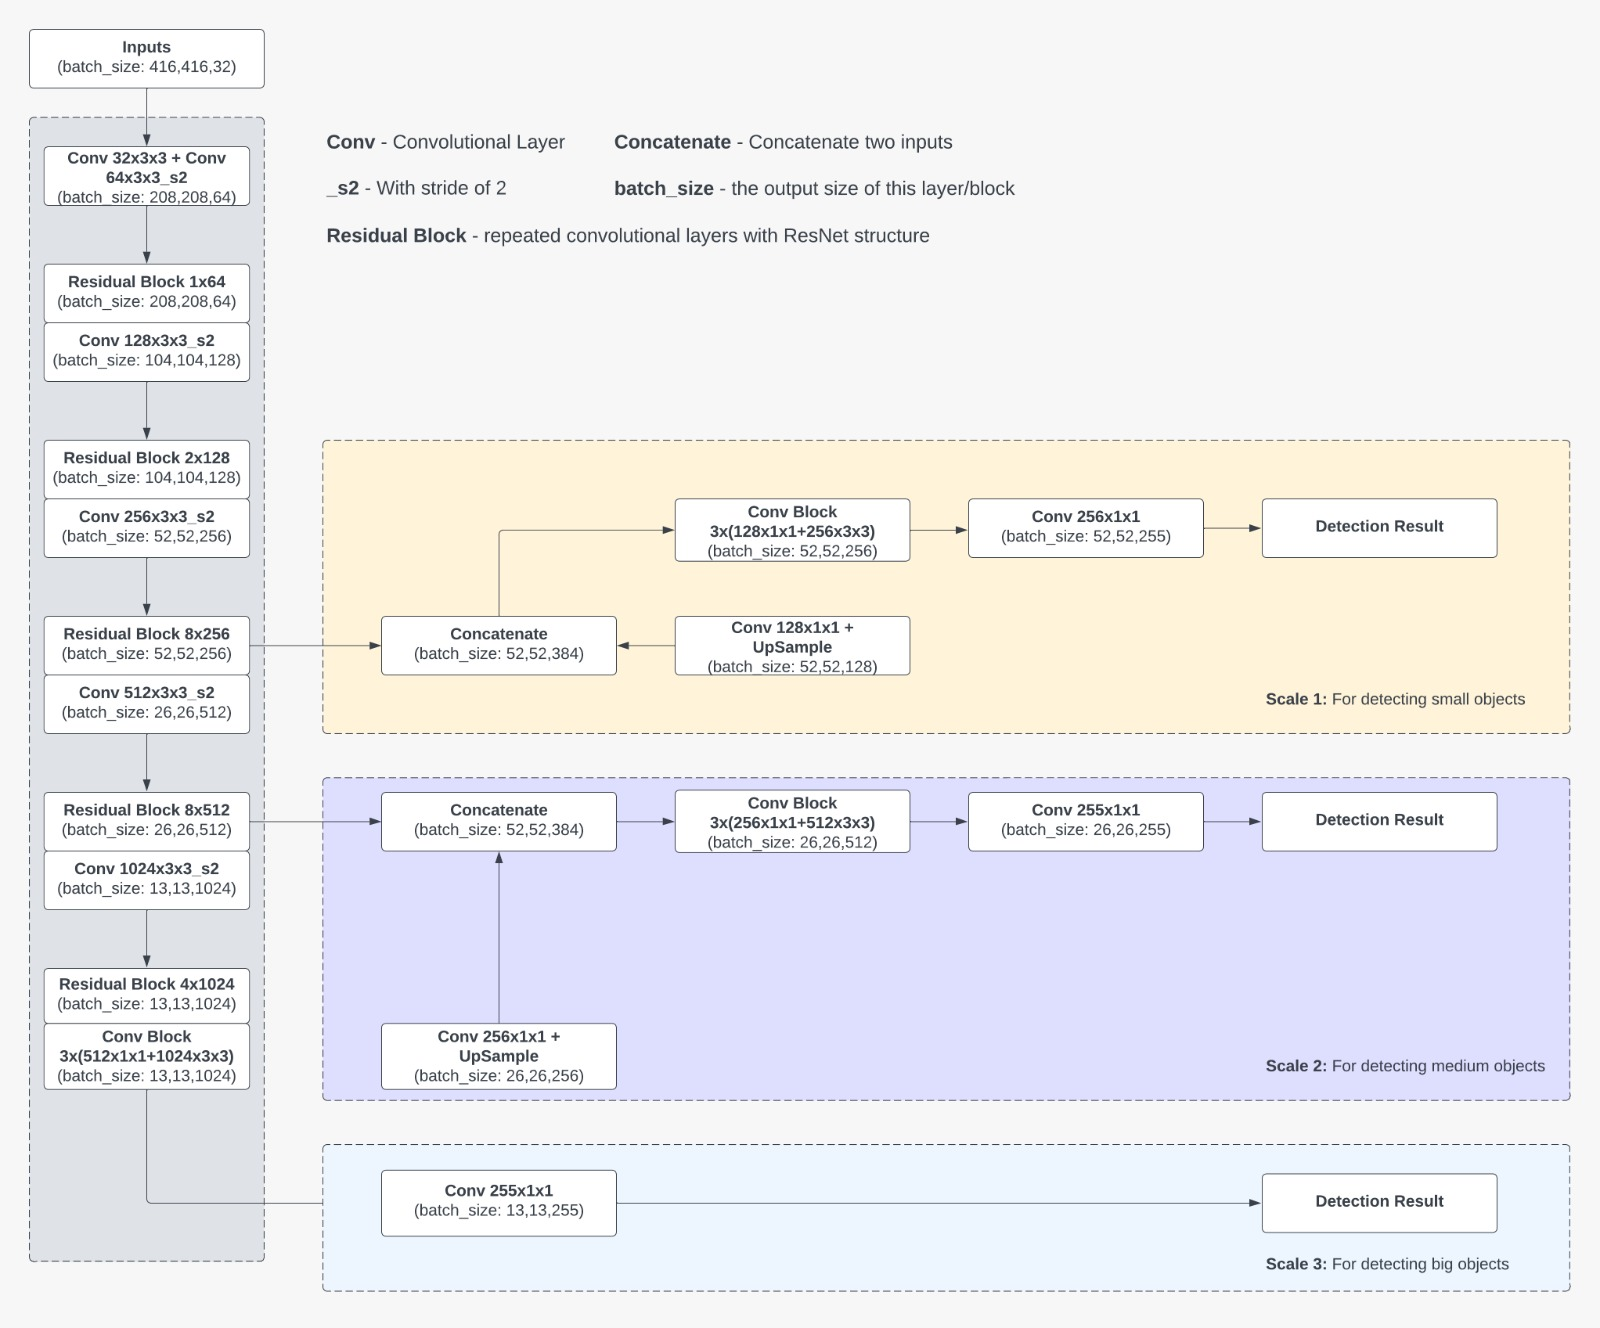 Inputs
(batch_size: 416,416,32)
Conv 32x3x3 + Conv
64x3x3_s2
(batch_size: 208,208,64)
Conv - Convolutional Layer
Concatenate - Concatenate two inputs
_s2 - With stride of 2
batch_size - the output size of this layer/block
Residual Block - repeated convolutional layers with ResNet structure
Residual Block 1x64
(batch_size: 208,208,64)
Conv 128x3x3_s2
(batch_size: 104,104,128)
Residual Block 2x128
(batch_size: 104,104,128)
Conv 256x3x3_s2
(batch_size: 52,52,256)
Residual Block 8x256
(batch_size: 52,52,256)
Conv 512x3x3_s2
(batch_size: 26,26,512)
Residual Block 8x512
(batch_size: 26,26,512)
Conv 1024x3x3_s2
(batch_size: 13,13,1024)
Residual Block 4x1024
(batch_size: 13,13,1024)
Conv Block
3x(512x1x1+1024x3x3)
(batch_size: 13,13,1024)
Conv Block
3x(128x1x1+256x3x3)
(batch_size: 52,52,256)
Conv 256x1x1
(batch_size: 52,52,255)
Detection Result
Concatenate
(batch_size: 52,52,384)
Conv 128x1x1 +
UpSample
(batch_size: 52,52,128)
Scale 1: For detecting small objects
Concatenate
(batch_size: 52,52,384)
Conv Block
3x(256x1x1+512x3x3)
(batch_size: 26,26,512)
Conv 255x1x1
(batch_size: 26,26,255)
Detection Result
Conv 256x1x1 +
UpSample
(batch_size: 26,26,256)
Scale 2: For detecting medium objects
Conv 255x1x1
(batch_size: 13,13,255)
Detection Result
Scale 3: For detecting big objects